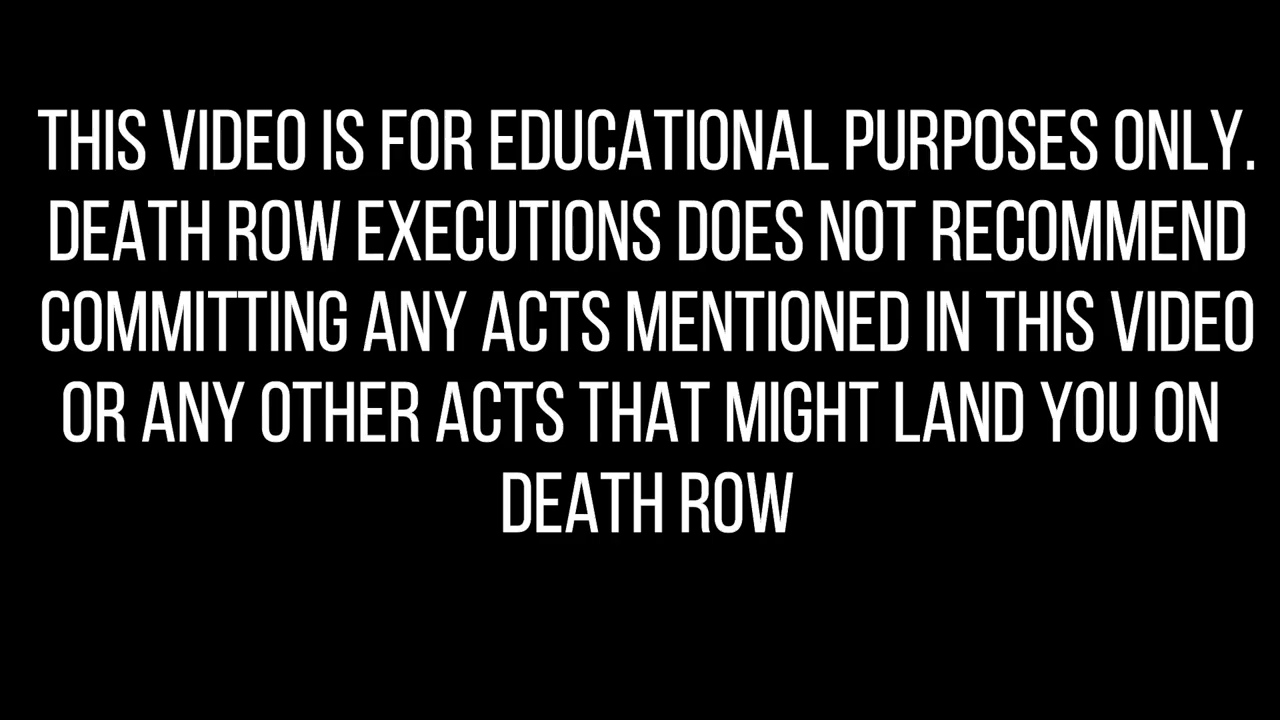 THIS VIDEO IS FOR EDUCATIONAL PURPOSES ONLY.
DEATH ROW EXECUTIONS DOES NOT RECOMMEND
COMMITTING ANY ACTS MENTIONED IN THIS VIDEO
OR ANY OTHER ACTS THAT MIGHT LAND YOU ON
DEATH ROW